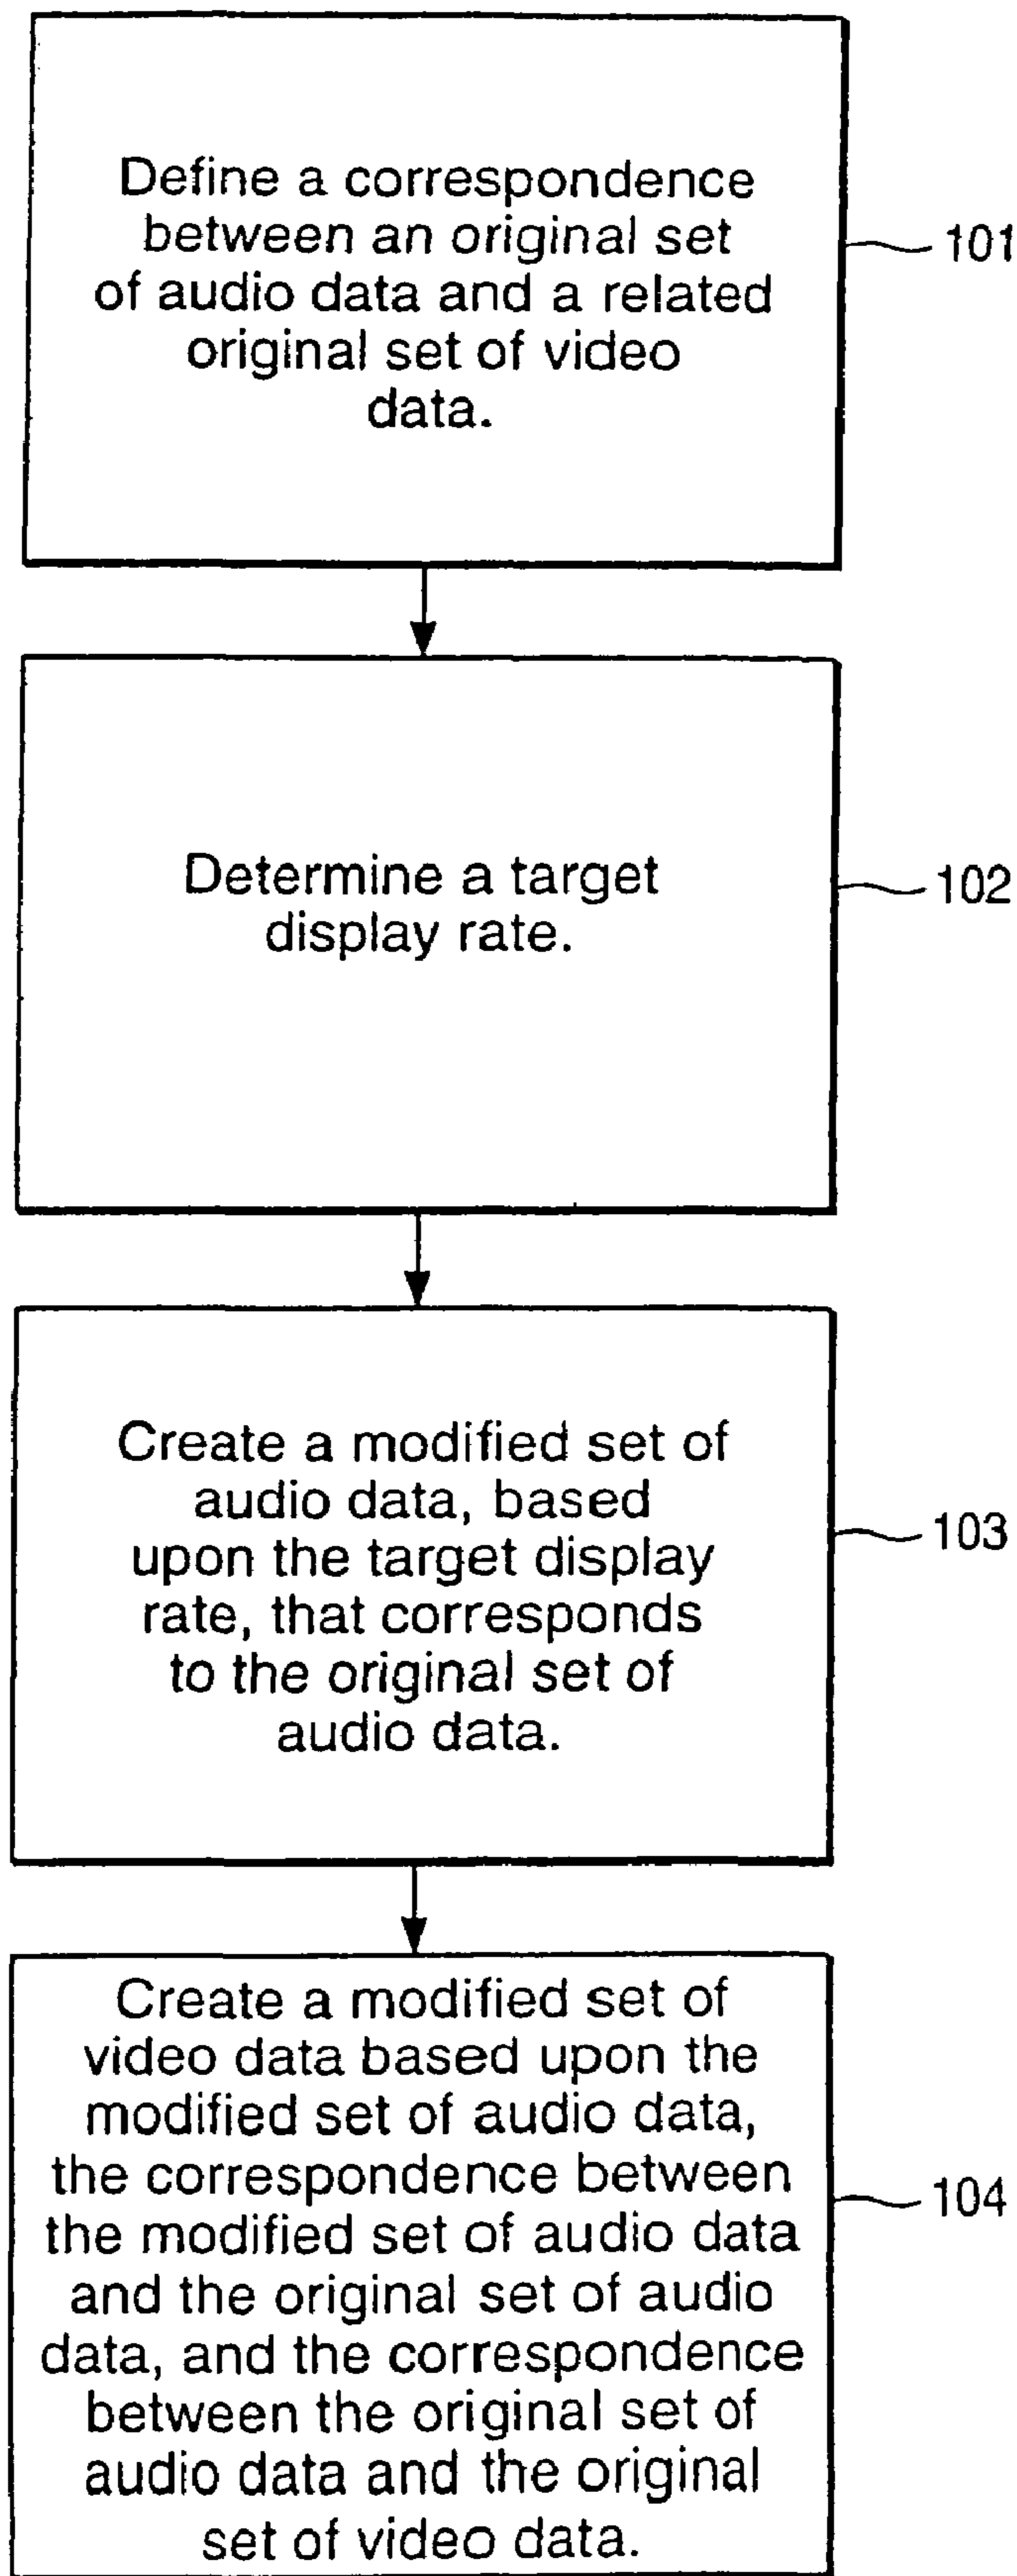 Define a correspondence
between an original set
of audio data and a related
original set of video
data.
101
Determine a target
display rate.
102
Create a modified set of
audio data, based
upon the target display
rate, that corresponds
to the original set of
audio data.
103
Create a modified set of
video data based upon the
modified set of audio data,
the correspondence between
the modified set of audio data
and the original set of audio
data, and the correspondence
between the original set of
audio data and the original
set of video data.
104